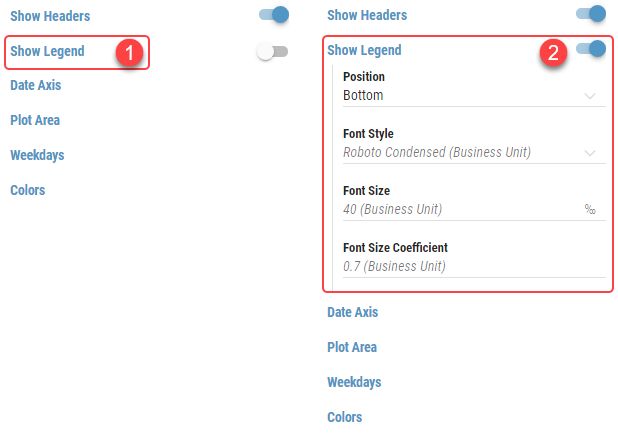 Show Headers
Show Legend
1
Date Axis
Plot Area
Weekdays
Colors
Show Headers
Show Legend
2
Position
Bottom
Font Style
Roboto Condensed (Business Unit)
Font Size
40 (Business Unit) ‰
Font Size Coefficient
0.7 (Business Unit)
Date Axis
Plot Area
Weekdays
Colors